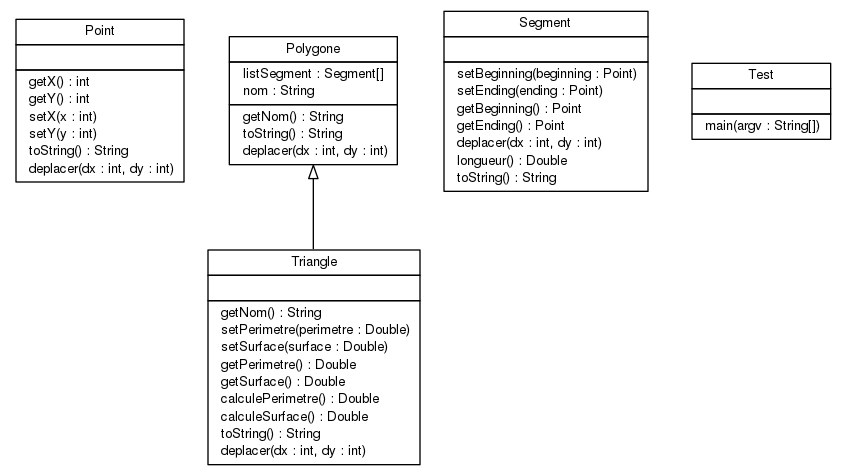 Point
getX() : int
getY() : int
setX(x : int)
setY(y : int)
toString() : String
deplacer(dx : int, dy : int)
Polygone
listSegment : Segment[]
nom : String
getNom() : String
toString() : String
deplacer(dx : int, dy : int)
Segment
setBeginning(beginning : Point)
setEnding(ending : Point)
getBeginning() : Point
getEnding() : Point
deplacer(dx : int, dy : int)
longueur() : Double
toString() : String
Test
main(argv : String[])
Triangle
getNom() : String
setPerimetre(perimetre : Double)
setSurface(surface : Double)
getPerimetre() : Double
getSurface() : Double
calculePerimetre() : Double
calculeSurface() : Double
toString() : String
deplacer(dx : int, dy : int)